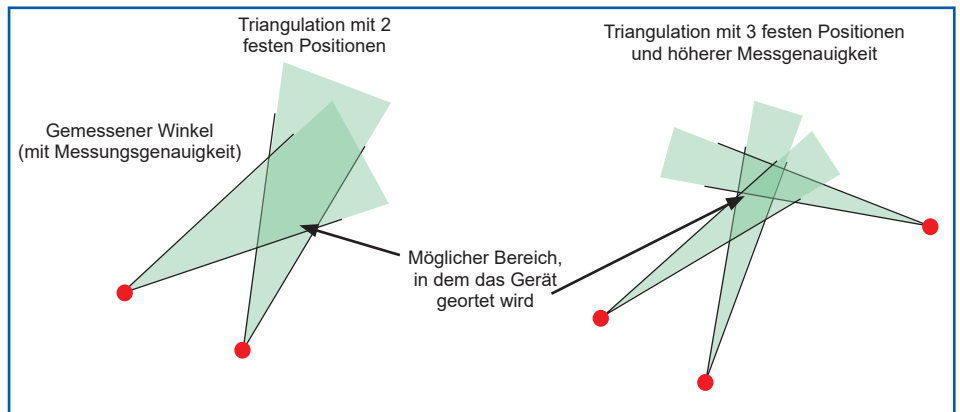 Triangulation mit 2
festen Positionen
Triangulation mit 3 festen Positionen
und höherer Messgenauigkeit
Gemessener Winkel
(mit Messungsgenauigkeit)
Möglicher Bereich,
in dem das Gerät
geortet wird